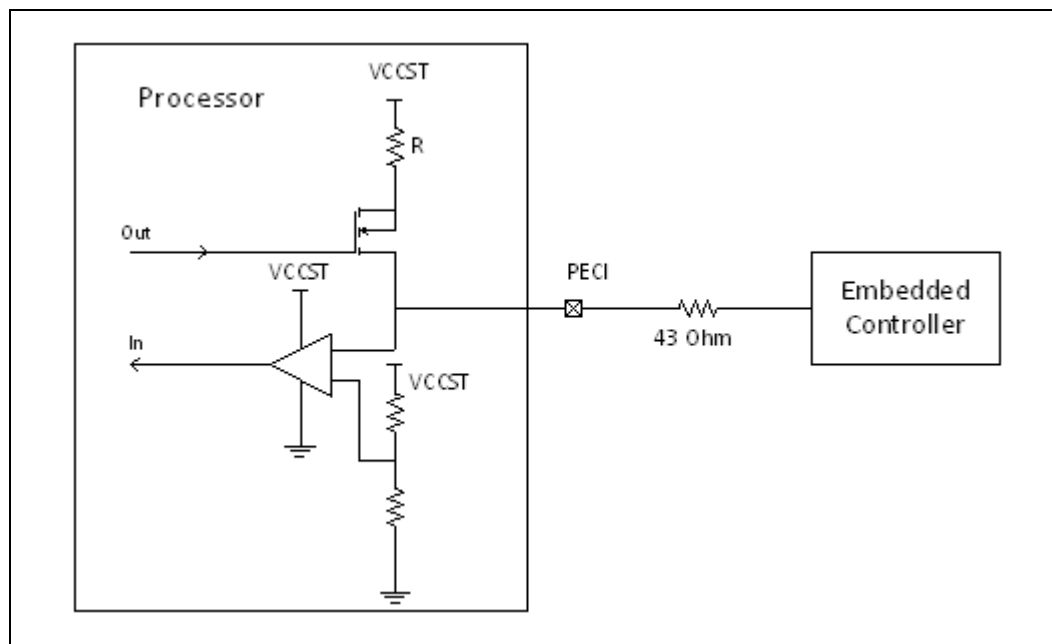 VCCST
Processor
R
Out
VCCST
PECI
Embedded
Controller
43 Ohm
In
VCCST